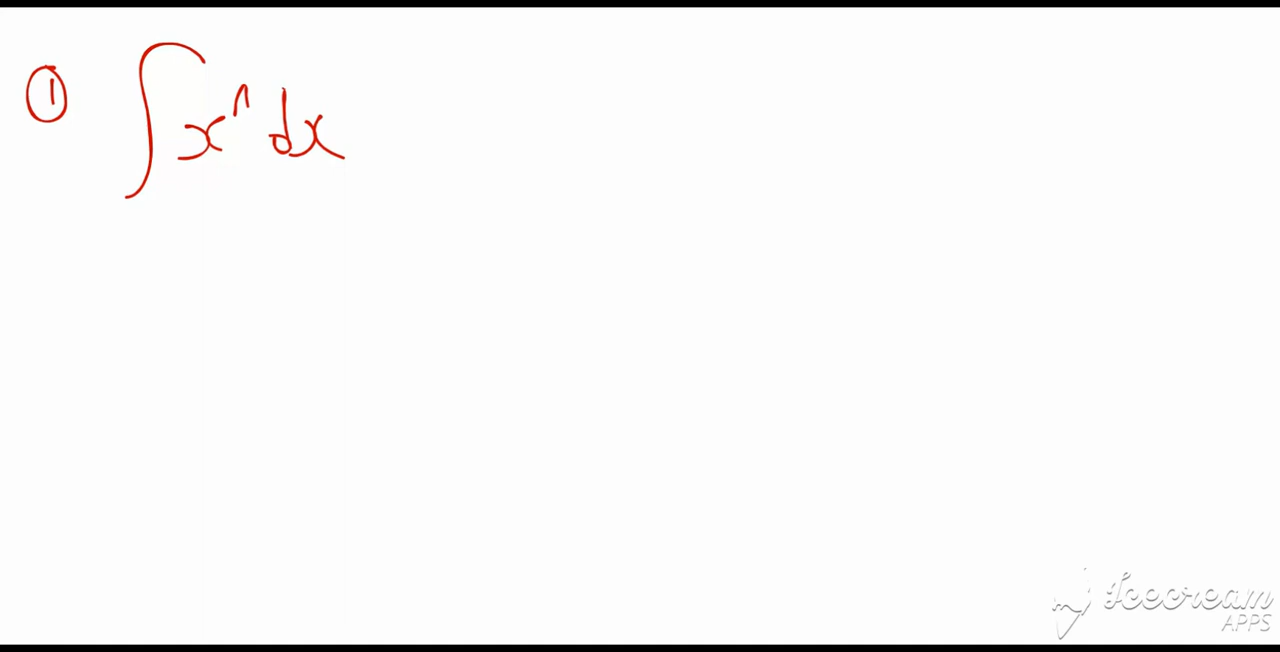 ① ∫xⁿ dx
Icecream
APPS